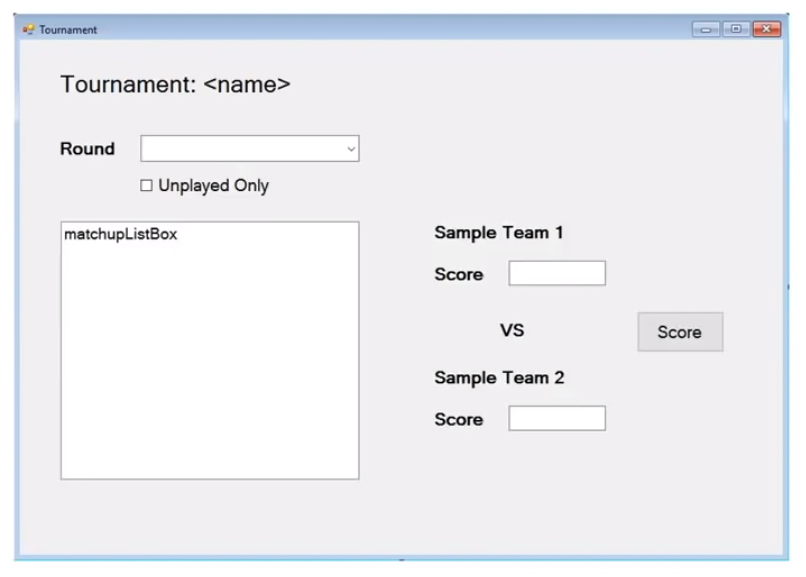 Tournament
Tournament: <name>
Round
Unplayed Only
matchupListBox
Sample Team 1
Score
VS
Score
Sample Team 2
Score